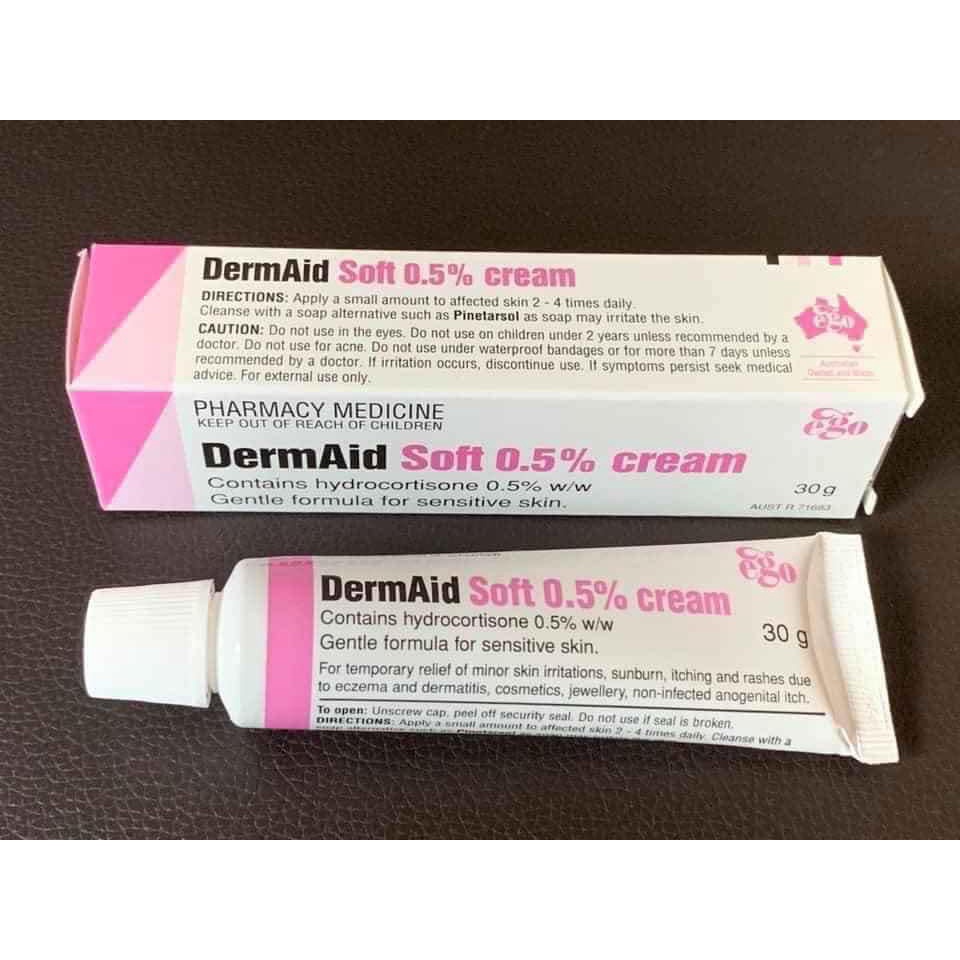 DermAid Soft 0.5% cream
DIRECTIONS: Apply a small amount to affected skin 2 - 4 times daily.
Cleanse with a soap alternative such as Pinetarsol as soap may irritate the skin.
CAUTION: Do not use in the eyes. Do not use on children under 2 years unless recommended by a
doctor. Do not use for acne. Do not use under waterproof bandages or for more than 7 days unless
recommended by a doctor. If irritation occurs, discontinue use. If symptoms persist seek medical
advice. For external use only.
ego
Australian
Owned and Made
PHARMACY MEDICINE
KEEP OUT OF REACH OF CHILDREN
ego
DermAid Soft 0.5% cream
Contains hydrocortisone 0.5% w/w
Gentle formula for sensitive skin.
30 g
AUST R 71683
ego
DermAid Soft 0.5% cream
Contains hydrocortisone 0.5% w/w
Gentle formula for sensitive skin.
30 g
For temporary relief of minor skin irritations, sunburn, itching and rashes due
to eczema and dermatitis, cosmetics, jewellery, non-infected anogenital itch.
To open: Unscrew cap, peel off security seal. Do not use if seal is broken.
DIRECTIONS: Apply a small amount to affected skin 2 - 4 times daily. Cleanse with a
soap alternative such as Pinetarsol